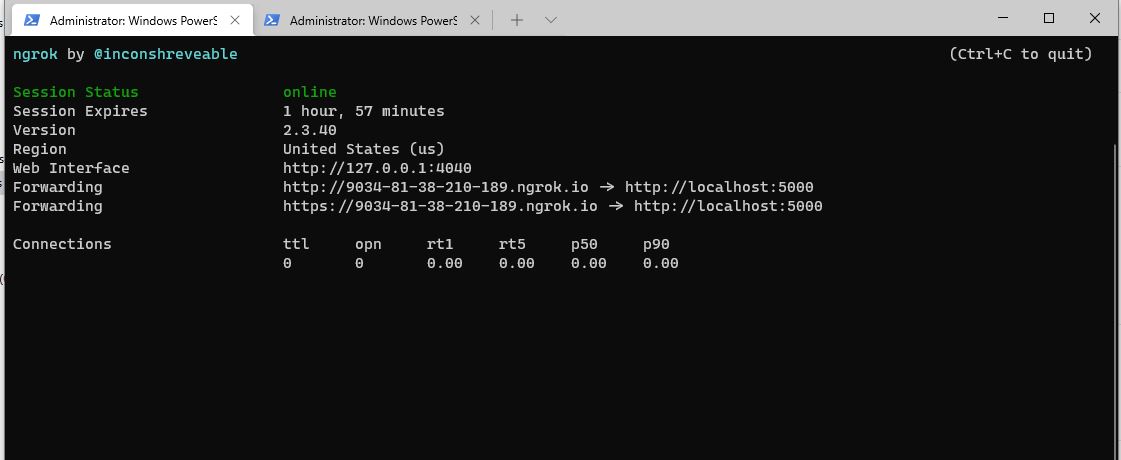 Administrator: Windows PowerS
Administrator: Windows PowerS
ngrok by @inconshreveable (Ctrl+C to quit)
Session Status online
Session Expires 1 hour, 57 minutes
Version 2.3.40
Region United States (us)
Web Interface http://127.0.0.1:4040
Forwarding http://9034-81-38-210-189.ngrok.io -> http://localhost:5000
Forwarding https://9034-81-38-210-189.ngrok.io -> http://localhost:5000
Connections ttl opn rt1 rt5 p50 p90
0 0 0.00 0.00 0.00 0.00